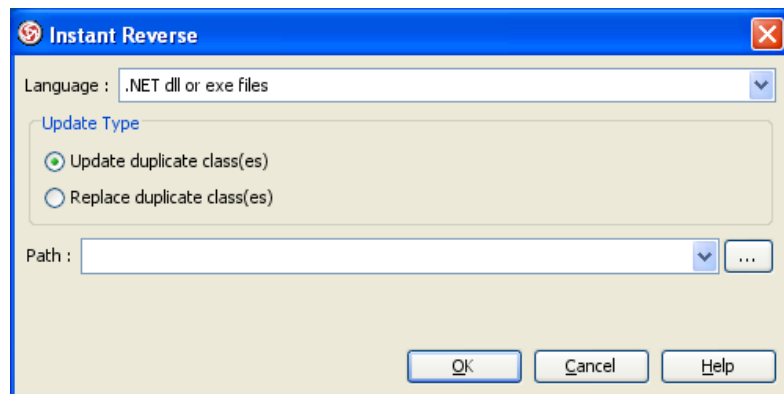 Instant Reverse
Language : .NET dll or exe files
Update Type
Update duplicate class(es)
Replace duplicate class(es)
Path : ...
OK Cancel Help